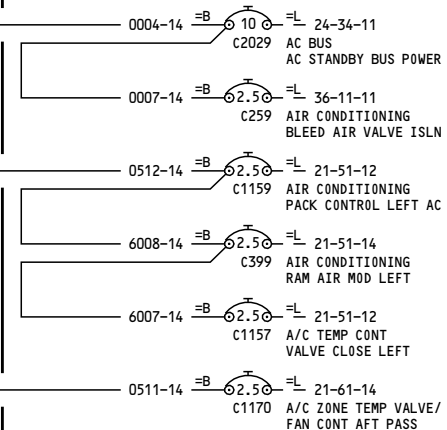 0004-14 =B 10 =L 24-34-11
C2029 AC BUS
AC STANDBY BUS POWER
0007-14 =B 2.5 =L 36-11-11
C259 AIR CONDITIONING
BLEED AIR VALVE ISLN
0512-14 =B 2.5 =L 21-51-12
C1159 AIR CONDITIONING
PACK CONTROL LEFT AC
6008-14 =B 2.5 =L 21-51-14
C399 AIR CONDITIONING
RAM AIR MOD LEFT
6007-14 =B 2.5 =L 21-51-12
C1157 A/C TEMP CONT
VALVE CLOSE LEFT
0511-14 =B 2.5 =L 21-61-14
C1170 A/C ZONE TEMP VALVE/
FAN CONT AFT PASS